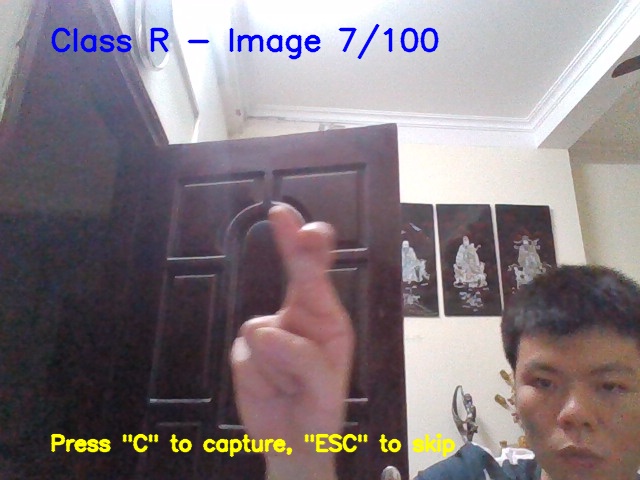 Class R - Image 7/100
Press "C" to capture, "ESC" to skip